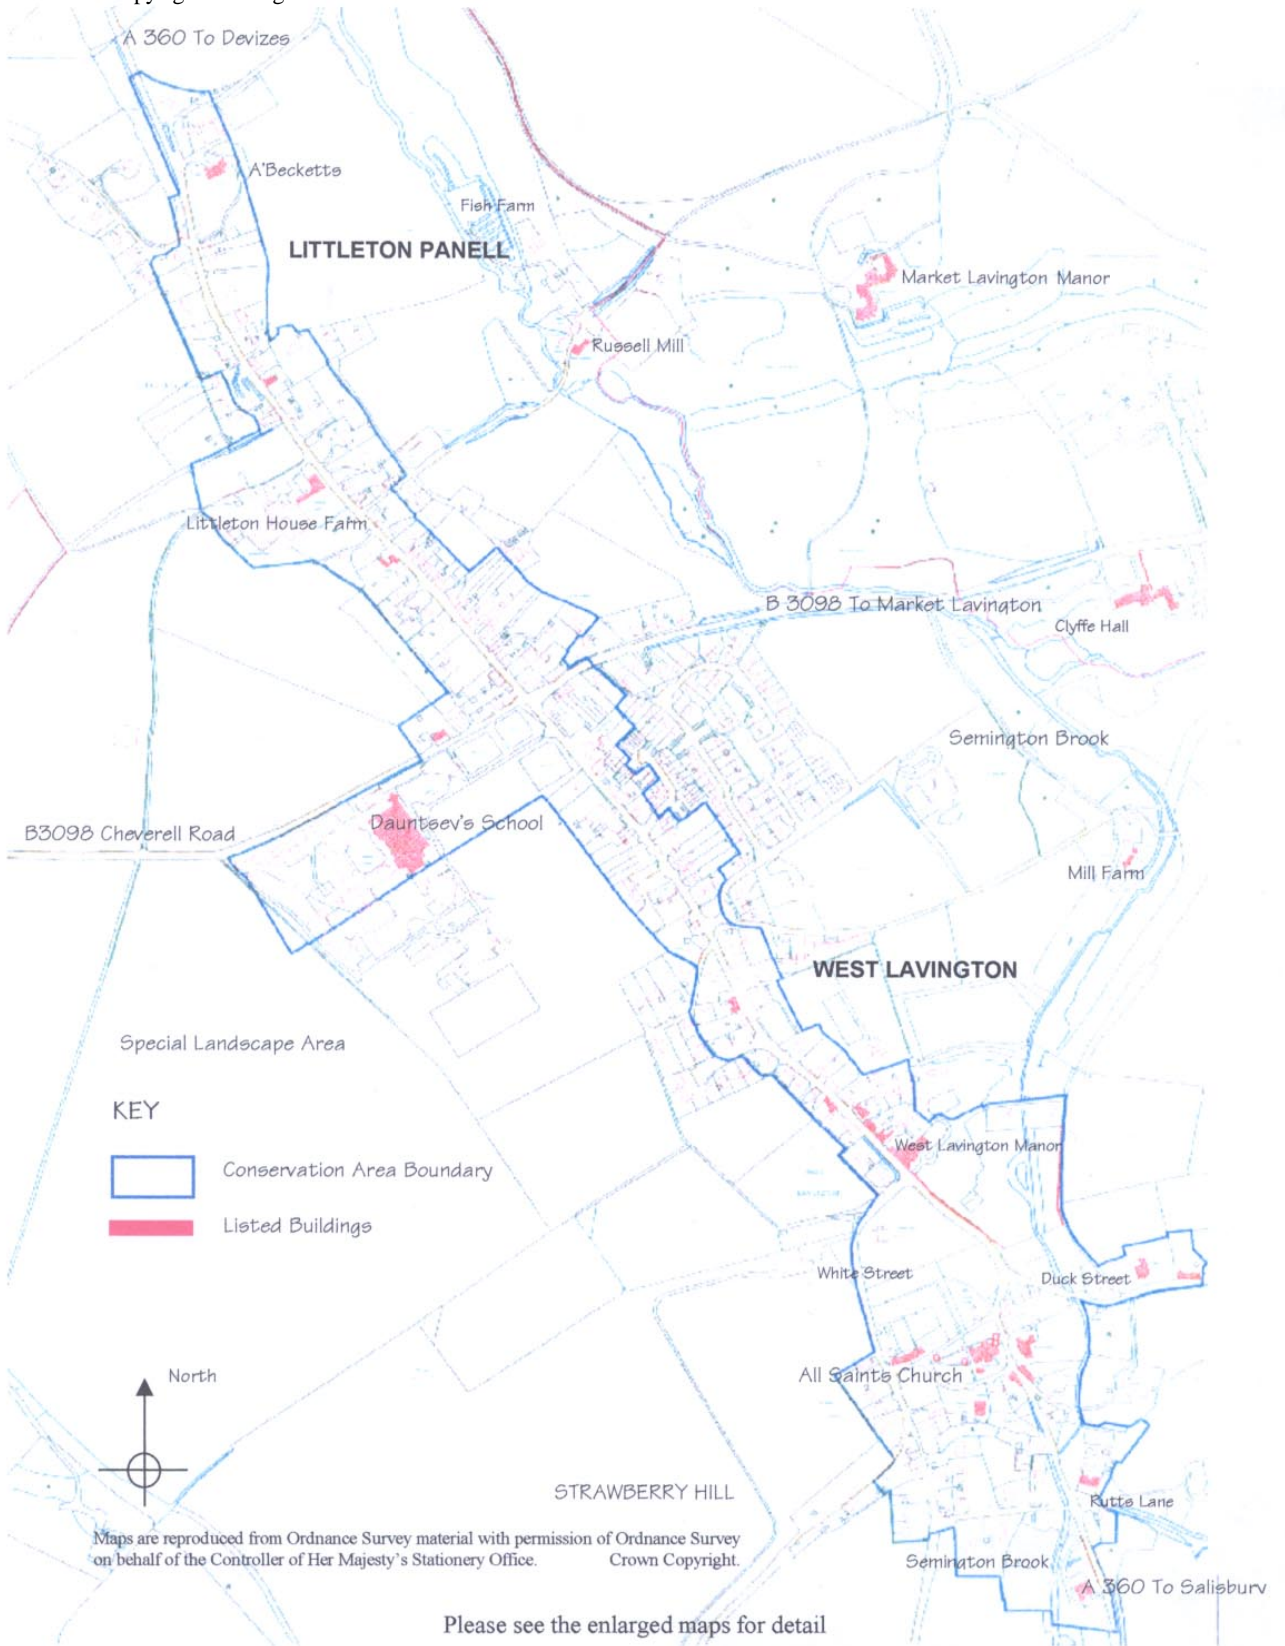 A 360 To Devizes
A'Becketts
Fish Farm
LITTLETON PANELL
Market Lavington Manor
Russell Mill
Littleton House Farm
B 3098 To Market Lavington
Clyffe Hall
Semington Brook
Dauntsey's School
B3098 Cheverell Road
Mill Farm
WEST LAVINGTON
Special Landscape Area
KEY
West Lavington Manor
Conservation Area Boundary
Listed Buildings
White Street
Duck Street
All Saints Church
North
STRAWBERRY HILL
Rutts Lane
Maps are reproduced from Ordnance Survey material with permission of Ordnance Survey
on behalf of the Controller of Her Majesty's Stationery Office. Crown Copyright.
Semington Brook
A 360 To Salisbury
Please see the enlarged maps for detail